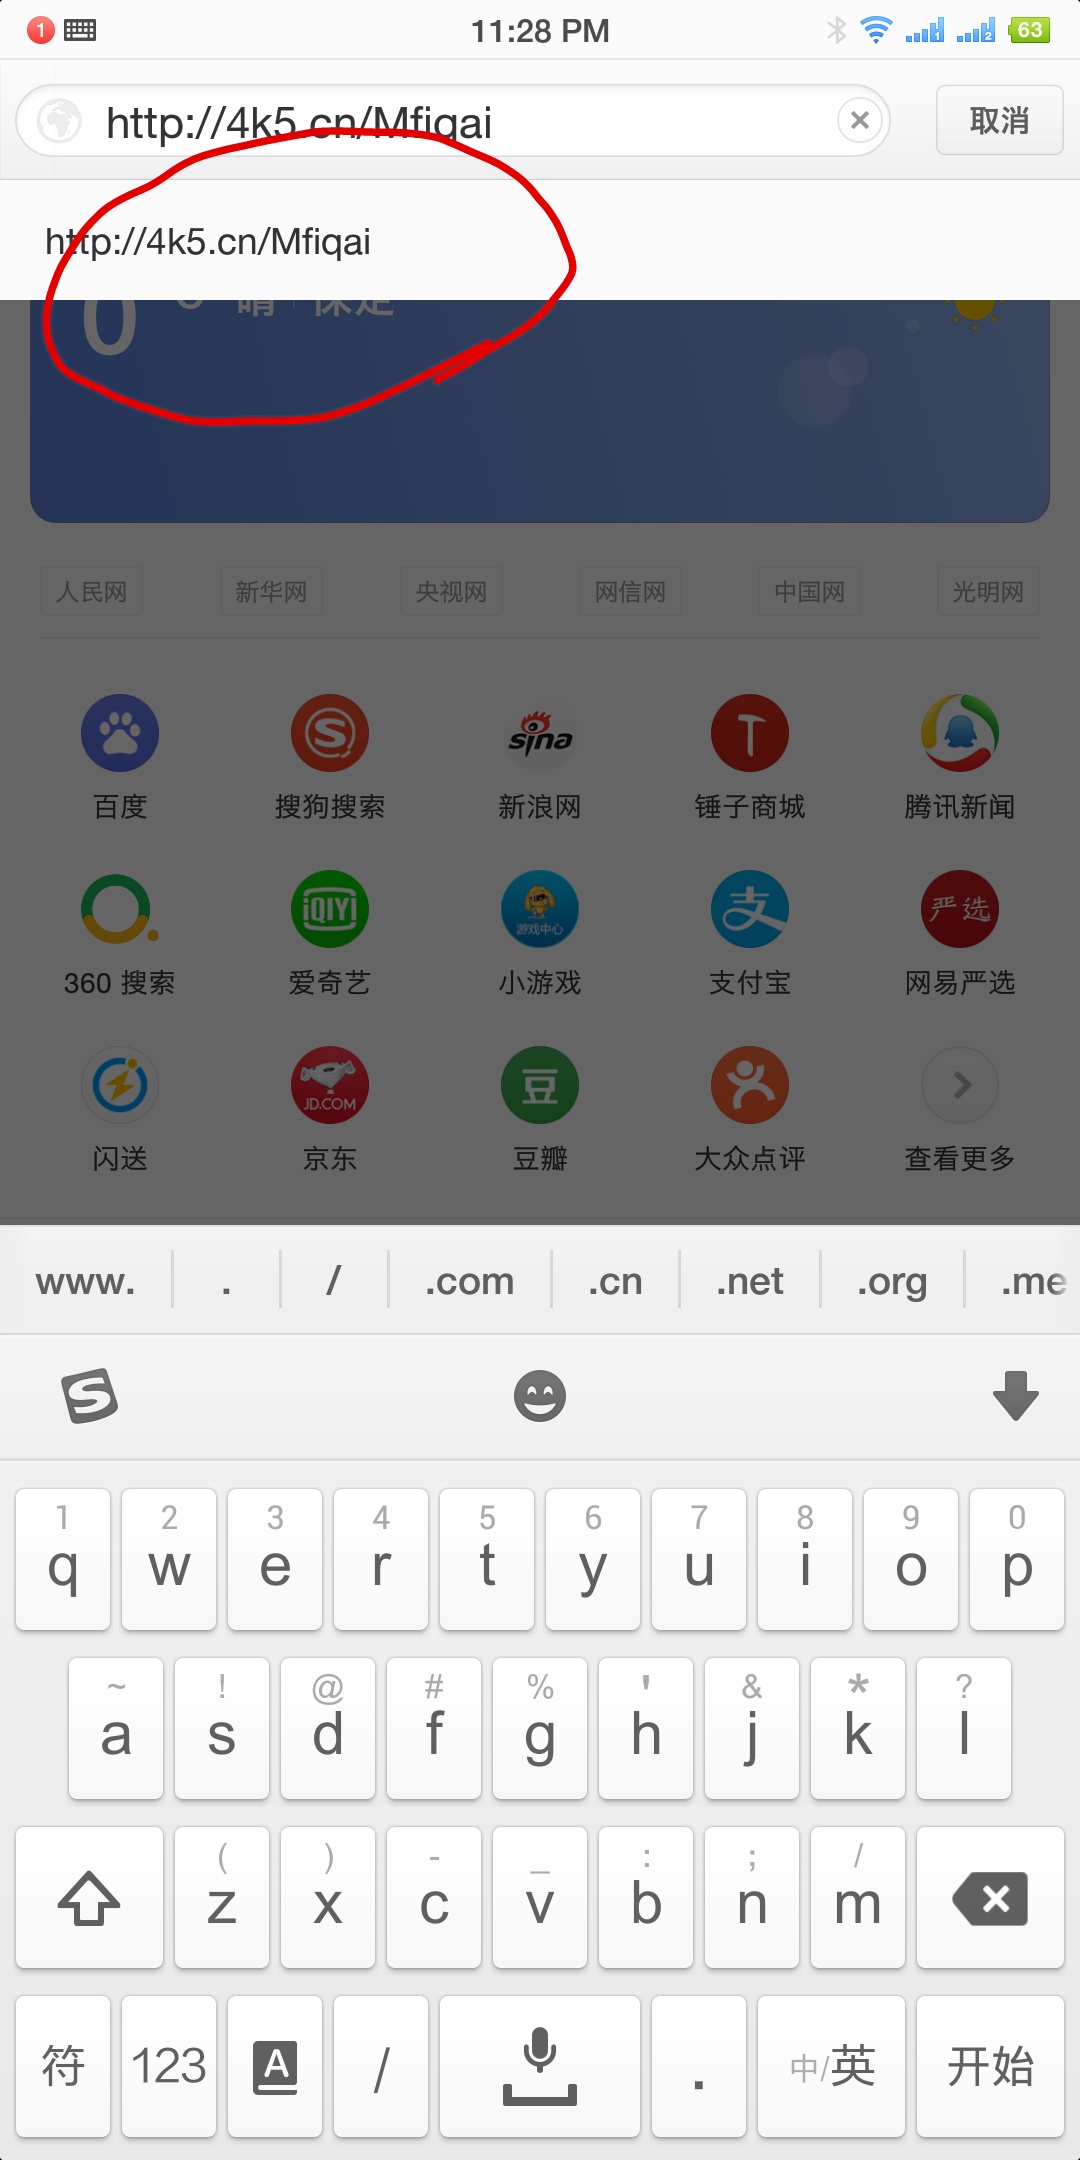 1
11:28 PM
1
2
63
http://4k5.cn/Mfiqai
取消
http://4k5.cn/Mfiqai
0° 晴 | 保定
人民网 新华网 央视网 网信网 中国网 光明网
S sina T
百度 搜狗搜索 新浪网 锤子商城 腾讯新闻
iQIYI 游戏中心 支 严选
360 搜索 爱奇艺 小游戏 支付宝 网易严选
JD.COM 豆
闪送 京东 豆瓣 大众点评 查看更多
www. . / .com .cn .net .org .me
S
1 2 3 4 5 6 7 8 9 0
q w e r t y u i o p
~ ! @ # % ' & * ?
a s d f g h j k l
( ) - _ : ; /
z x c v b n m
符 123 A / . 中/英 开始